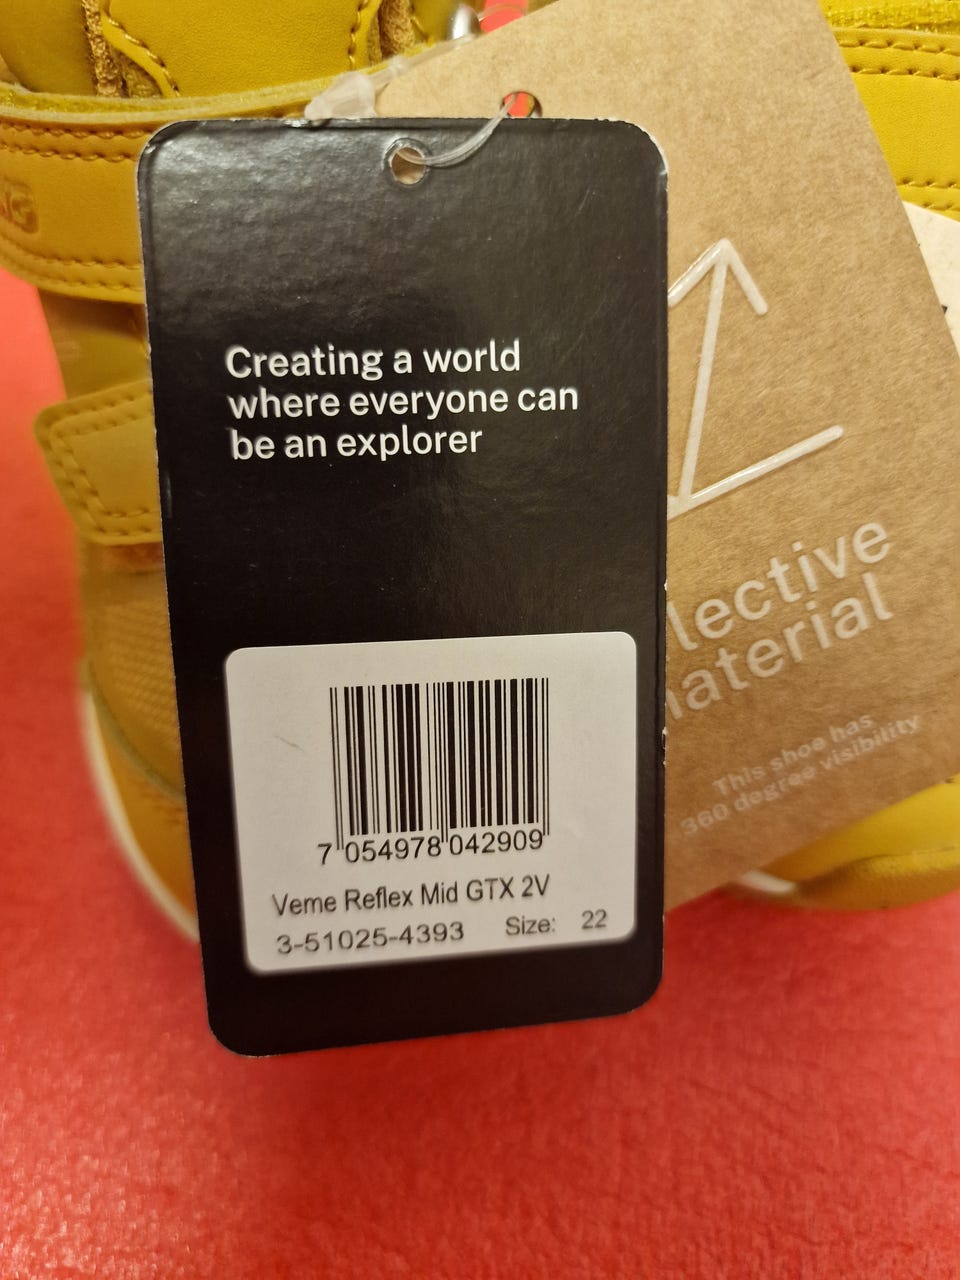 NG
Creating a world
where everyone can
be an explorer
7 054978 042909
Veme Reflex Mid GTX 2V
3-51025-4393 Size: 22
lective
aterial
This shoe has
360 degree visibility